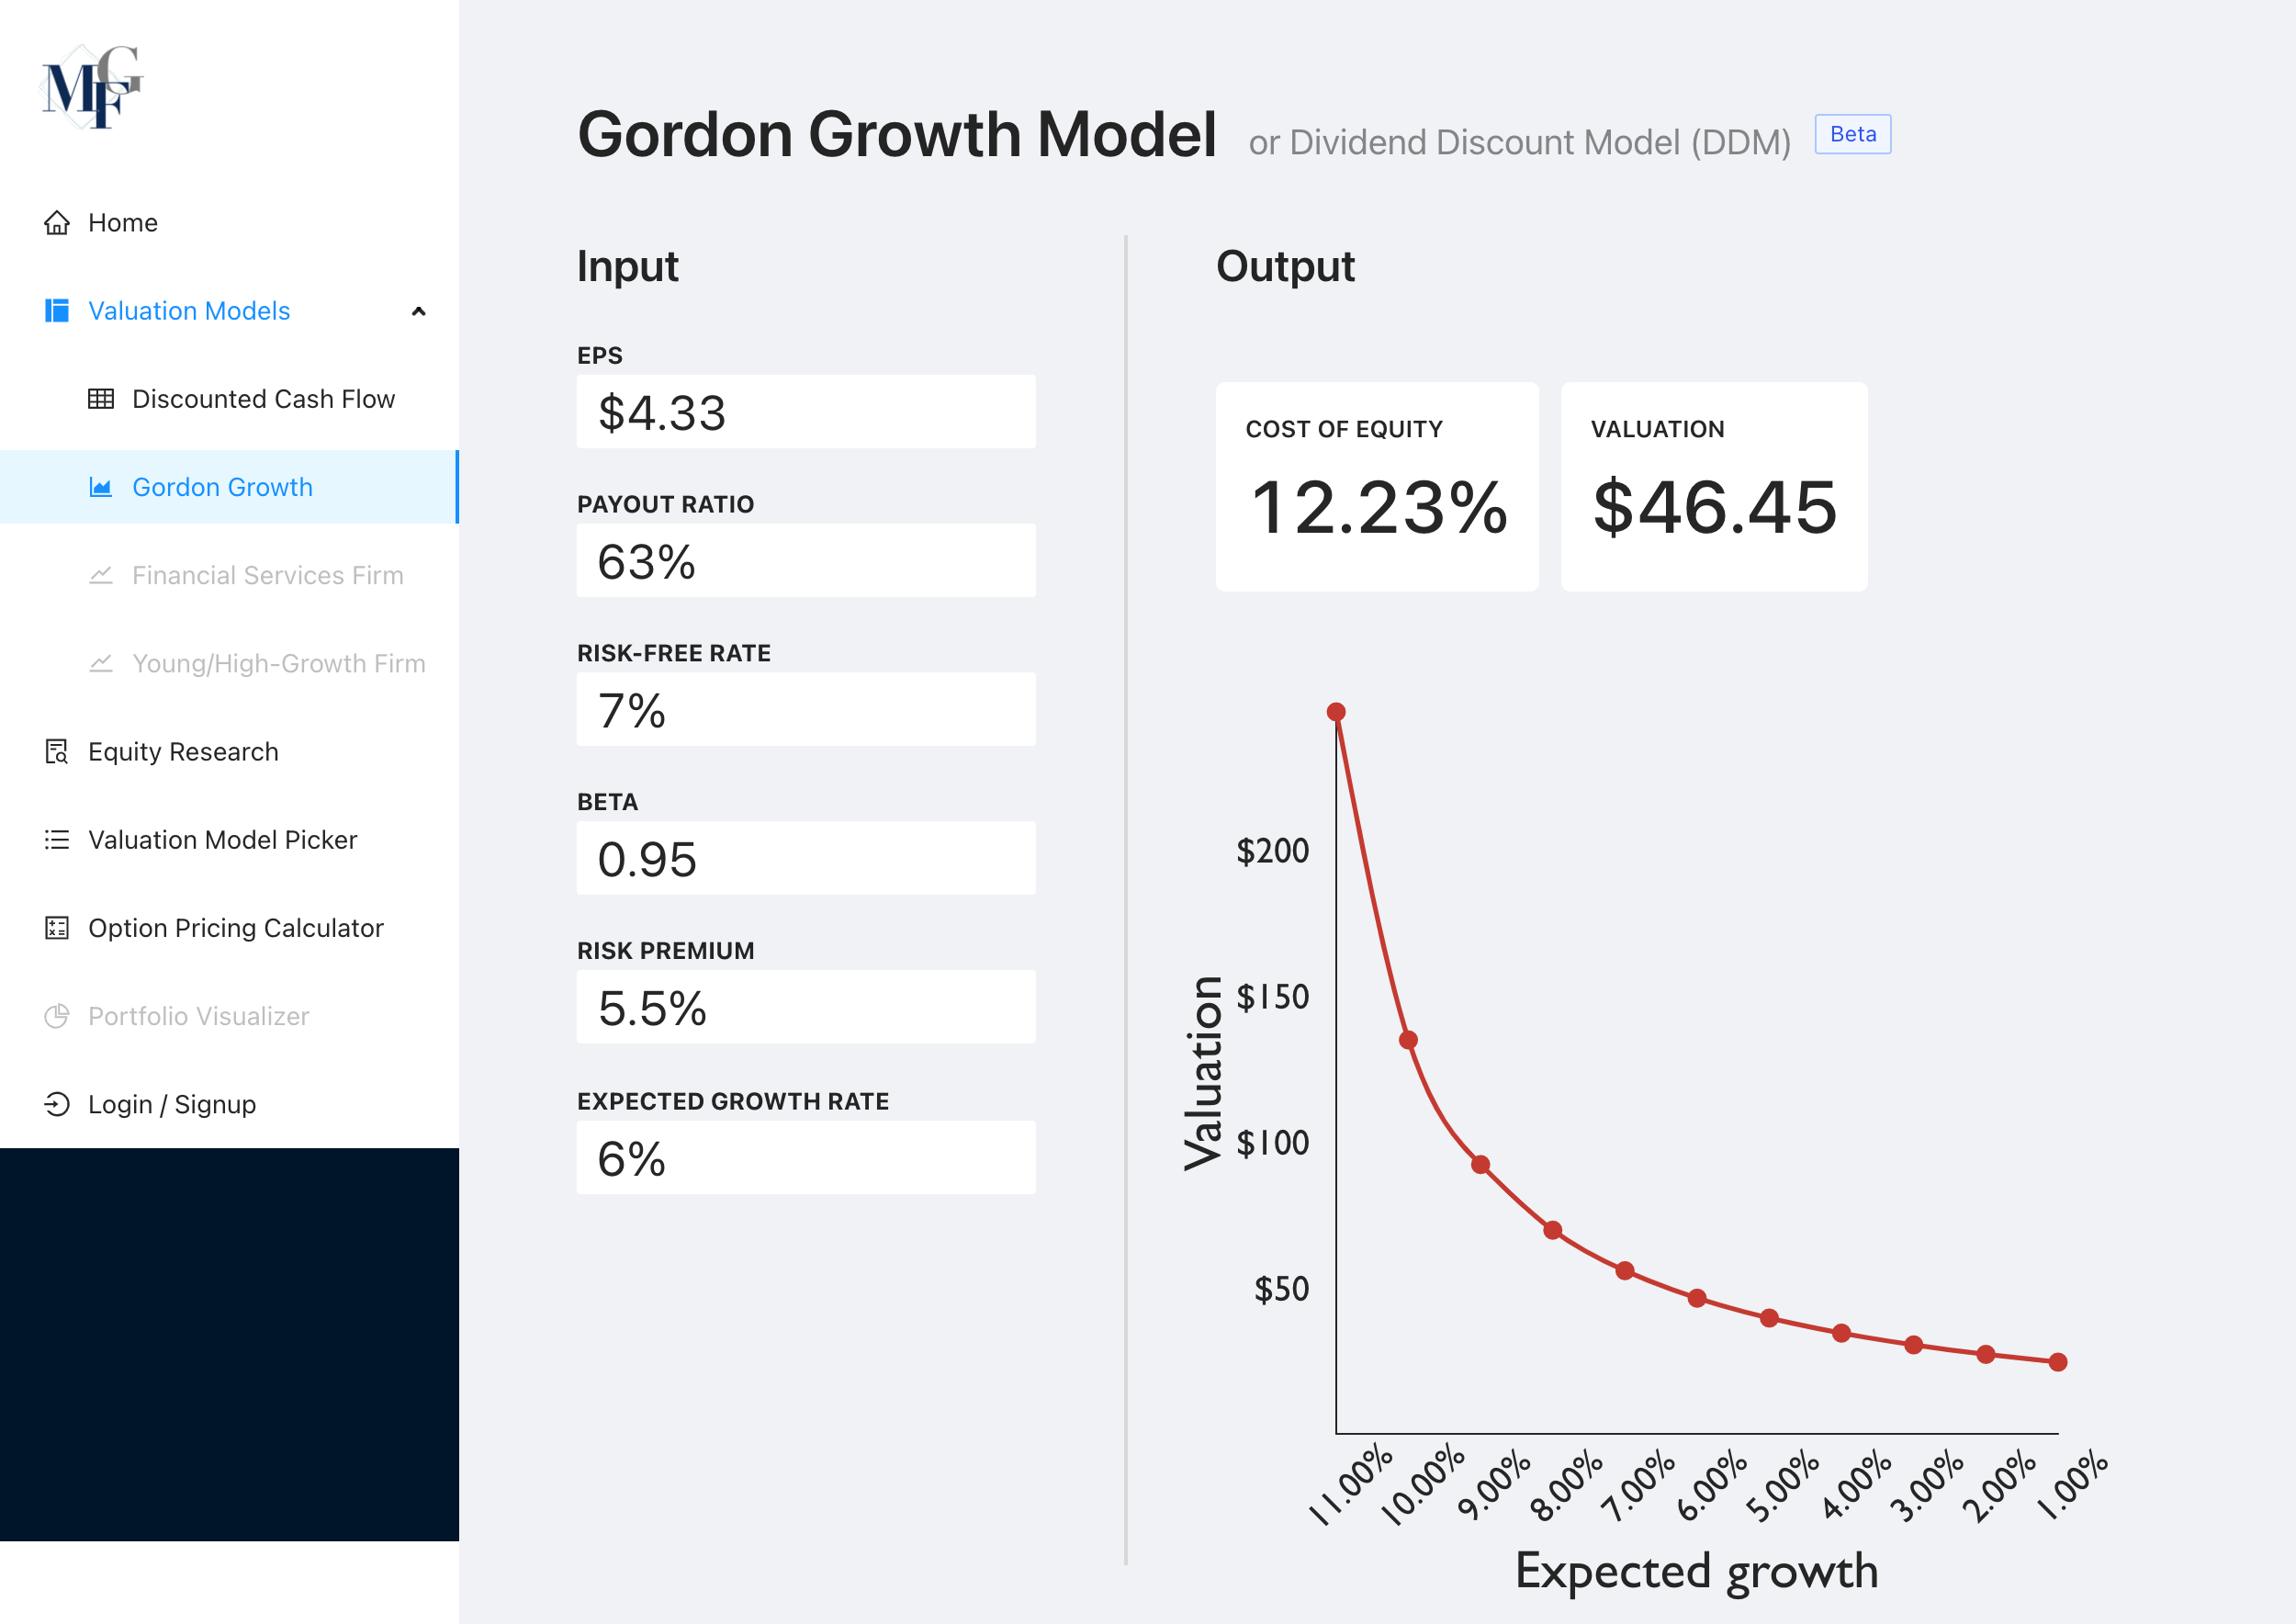 MGF
Home
Valuation Models
Discounted Cash Flow
Gordon Growth
Financial Services Firm
Young/High-Growth Firm
Equity Research
Valuation Model Picker
Option Pricing Calculator
Portfolio Visualizer
Login / Signup
Gordon Growth Model or Dividend Discount Model (DDM) Beta
Input
EPS
$4.33
PAYOUT RATIO
63%
RISK-FREE RATE
7%
BETA
0.95
RISK PREMIUM
5.5%
EXPECTED GROWTH RATE
6%
Output
COST OF EQUITY
12.23%
VALUATION
$46.45
Valuation
$200
$150
$100
$50
11.00% 10.00% 9.00% 8.00% 7.00% 6.00% 5.00% 4.00% 3.00% 2.00% 1.00%
Expected growth